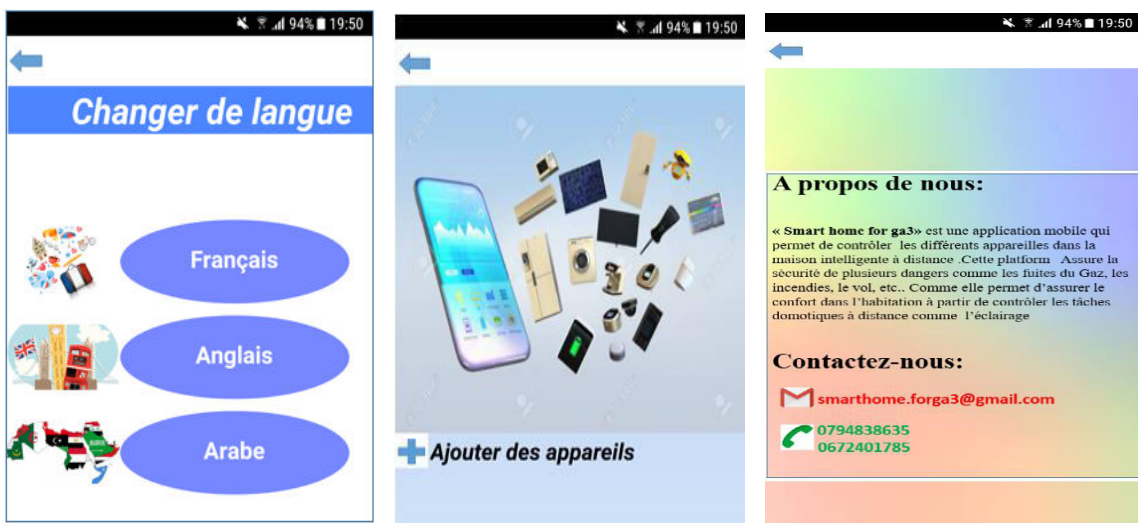 94% 19:50
Changer de langue
Français
Anglais
Arabe
94% 19:50
Ajouter des appareils
94% 19:50
A propos de nous:
« Smart home for ga3» est une application mobile qui
permet de contrôler les différents appareilles dans la
maison intelligente à distance .Cette platform Assure la
sécurité de plusieurs dangers comme les fuites du Gaz, les
incendies, le vol, etc.. Comme elle permet d’assurer le
confort dans l’habitation à partir de contrôler les tâches
domotiques à distance comme l’éclairage
Contactez-nous:
smarthome.forga3@gmail.com
0794838635
0672401785